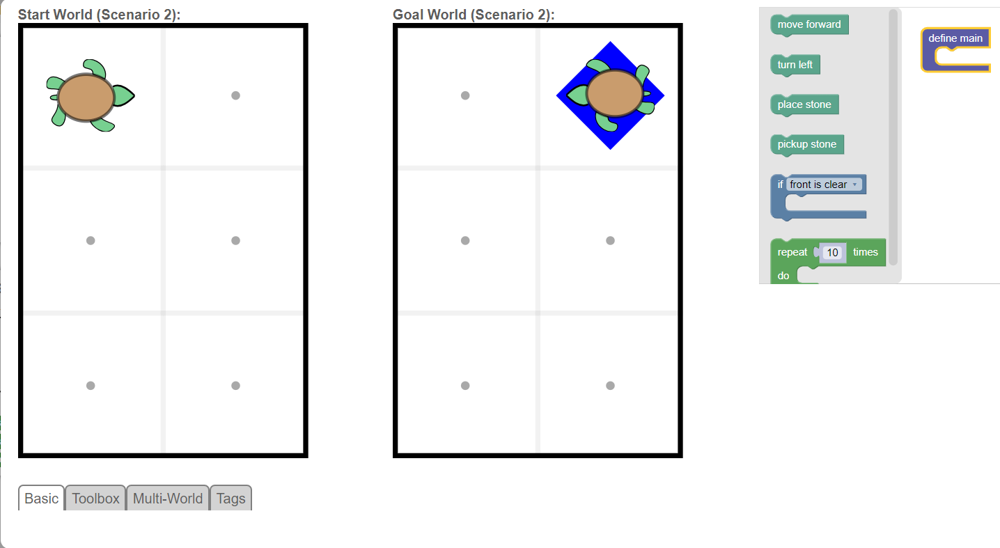 Start World (Scenario 2):
Goal World (Scenario 2):
move forward
turn left
place stone
pickup stone
if front is clear
repeat 10 times
do
define main
Basic
Toolbox
Multi-World
Tags